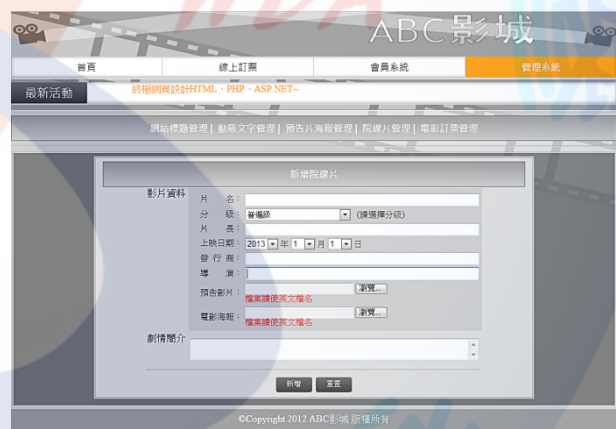 ABC影城
首頁 線上訂票 會員系統 管理系統
最新活動 終極網頁設計HTML、PHP、ASP.NET~
網站標題管理| 動態文字管理| 預告片海報管理| 院線片管理| 電影訂票管理
新增院線片
影片資料
片　名：
分　級：普遍級 (請選擇分級)
片　長：
上映日期：2013 年 1 月 1 日
發 行 商：
導　演：
預告影片： 瀏覽...
檔案請使英文檔名
電影海報： 瀏覽...
檔案請使英文檔名
劇情簡介
新增 重置
©Copyright 2012 ABC影城 版權所有